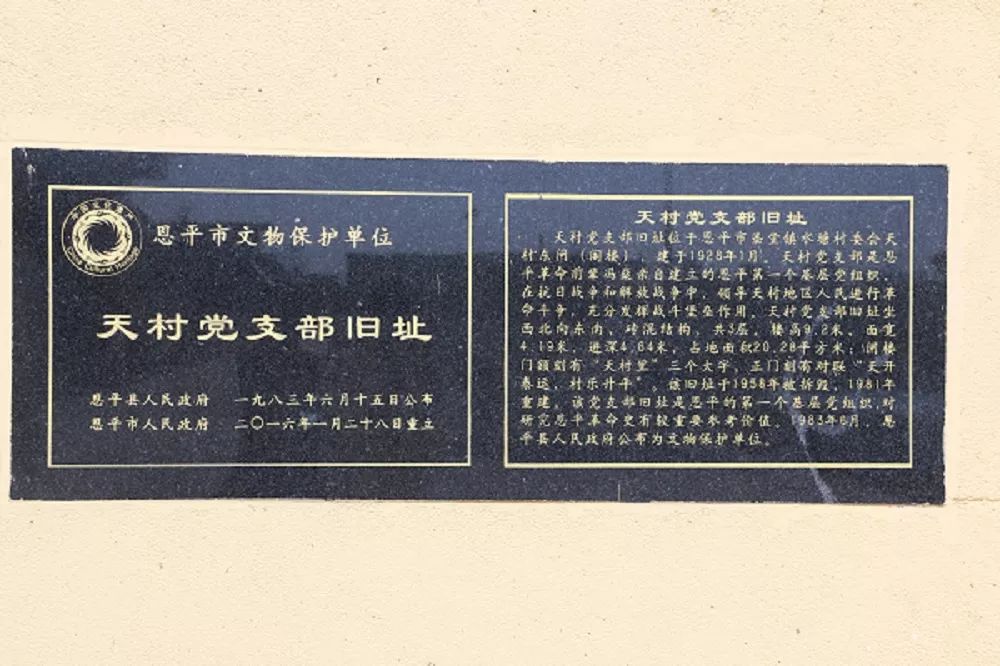 中国文化遗产
China Cultural Heritage
恩平市文物保护单位
天村党支部旧址
恩平县人民政府 一九八三年六月十五日公布
恩平市人民政府 二〇一六年一月二十八日重立
天村党支部旧址
天村党支部旧址位于恩平市圣堂镇水塘村委会天
村东闸（闸楼），建于1928年1月。天村党支部是恩
平革命前辈冯燊亲自建立的恩平第一个基层党组织，
在抗日战争和解放战争中，领导天村地区人民进行革
命斗争，充分发挥战斗堡垒作用。天村党支部旧址坐
西北向东南，砖混结构，共3层，楼高9.2米，面宽
4.19米，进深4.84米，占地面积20.28平方米；闸楼
门额刻有“天村里”三个大字，正门刻有对联“天开
泰运，村乐升平”。该旧址于1958年被拆毁，1981年
重建。该党支部旧址是恩平的第一个基层党组织，对
研究恩平革命史有较重要参考价值。1983年6月，恩
平县人民政府公布为文物保护单位。